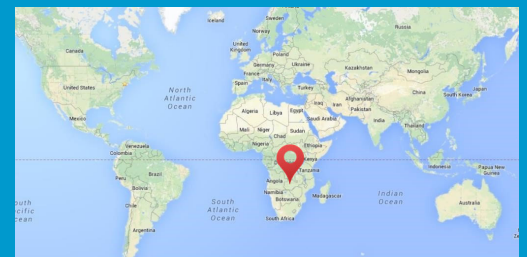 Iceland
Sweden
Norway
Russia
Canada
United Kingdom
Poland
Germany
Ukraine
Kazakhstan
Mongolia
France
Italy
Spain
Turkey
United States
North Atlantic Ocean
Afghanistan
China
South Korea
Japan
Iraq
Iran
Pakistan
Algeria
Libya
Egypt
Saudi Arabia
India
Mexico
Mali
Niger
Sudan
Chad
Thailand
Nigeria
Ethiopia
Venezuela
Colombia
Kenya
Indonesia
Papua New Guinea
Tanzania
Peru
Brazil
Angola
Bolivia
Namibia
Botswana
Madagascar
Indian Ocean
Australia
Chile
South Atlantic Ocean
South Africa
Argentina